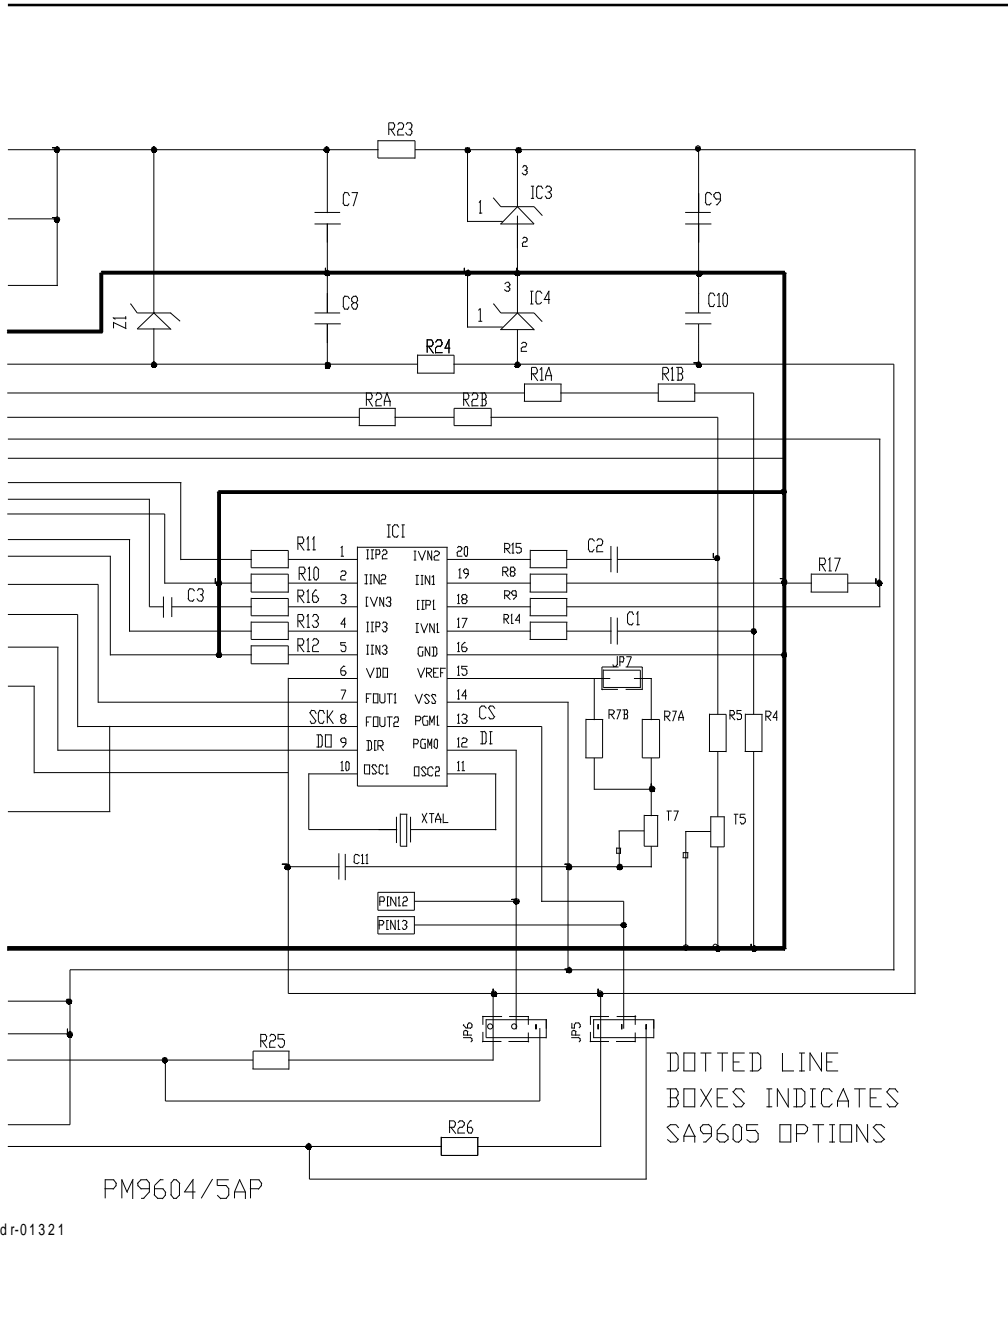 R23
3
IC3
C7
1
C9
2
3
IC4
C8
C10
Z1
1
R24
2
R1A
R1B
R2A
R2B
IC1
R11 1 IIP2 IVN2 20 R15 C2
R10 2 IIN2 IIN1 19 R8 R17
C3 R16 3 IVN3 IIP1 18 R9
R13 4 IIP3 IVN1 17 R14 C1
R12 5 IIN3 GND 16
6 VDD VREF 15 JP7
7 FOUT1 VSS 14
SCK 8 FOUT2 PGM1 13 CS R7B R7A R5 R4
DO 9 DIR PGM0 12 DI
10 OSC1 OSC2 11
XTAL T7 T5
C11
PIN12
PIN13
JP6 JP5
R25
DOTTED LINE
BOXES INDICATES
R26 SA9605 OPTIONS
PM9604/5AP
dr-01321